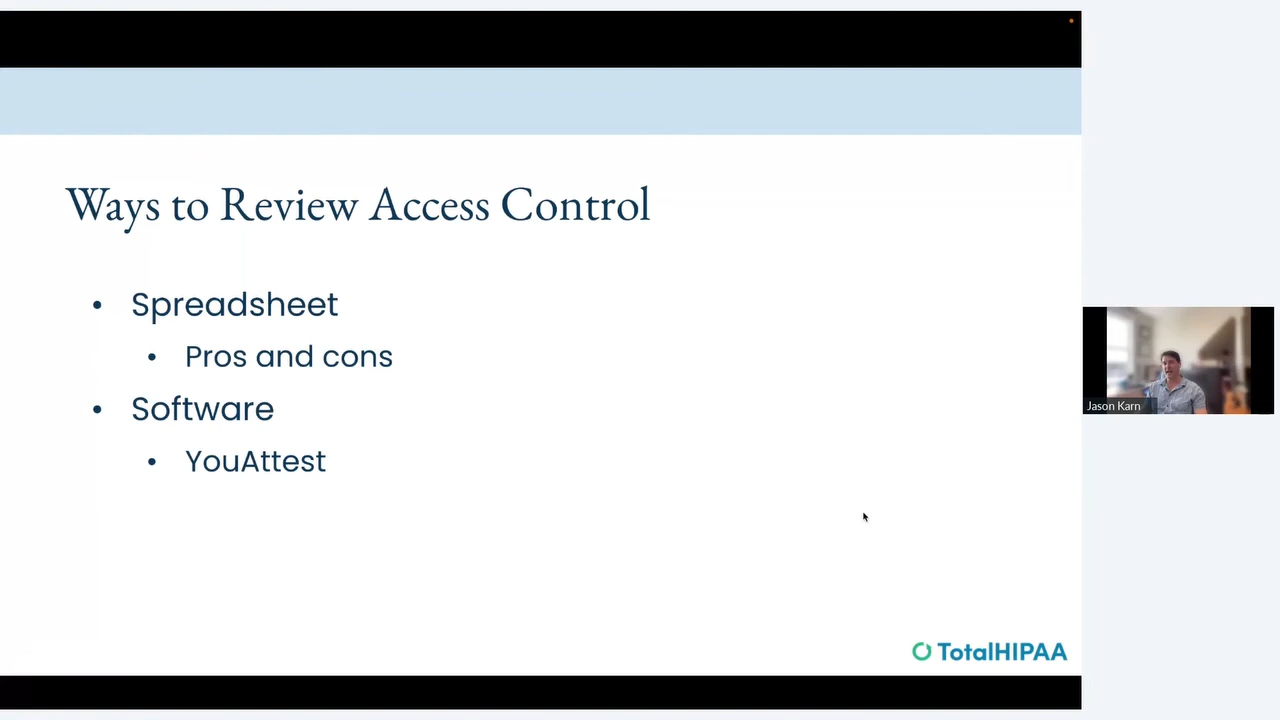 Ways to Review Access Control
• Spreadsheet
• Pros and cons
• Software
• YouAttest
Jason Karn
TotalHIPAA